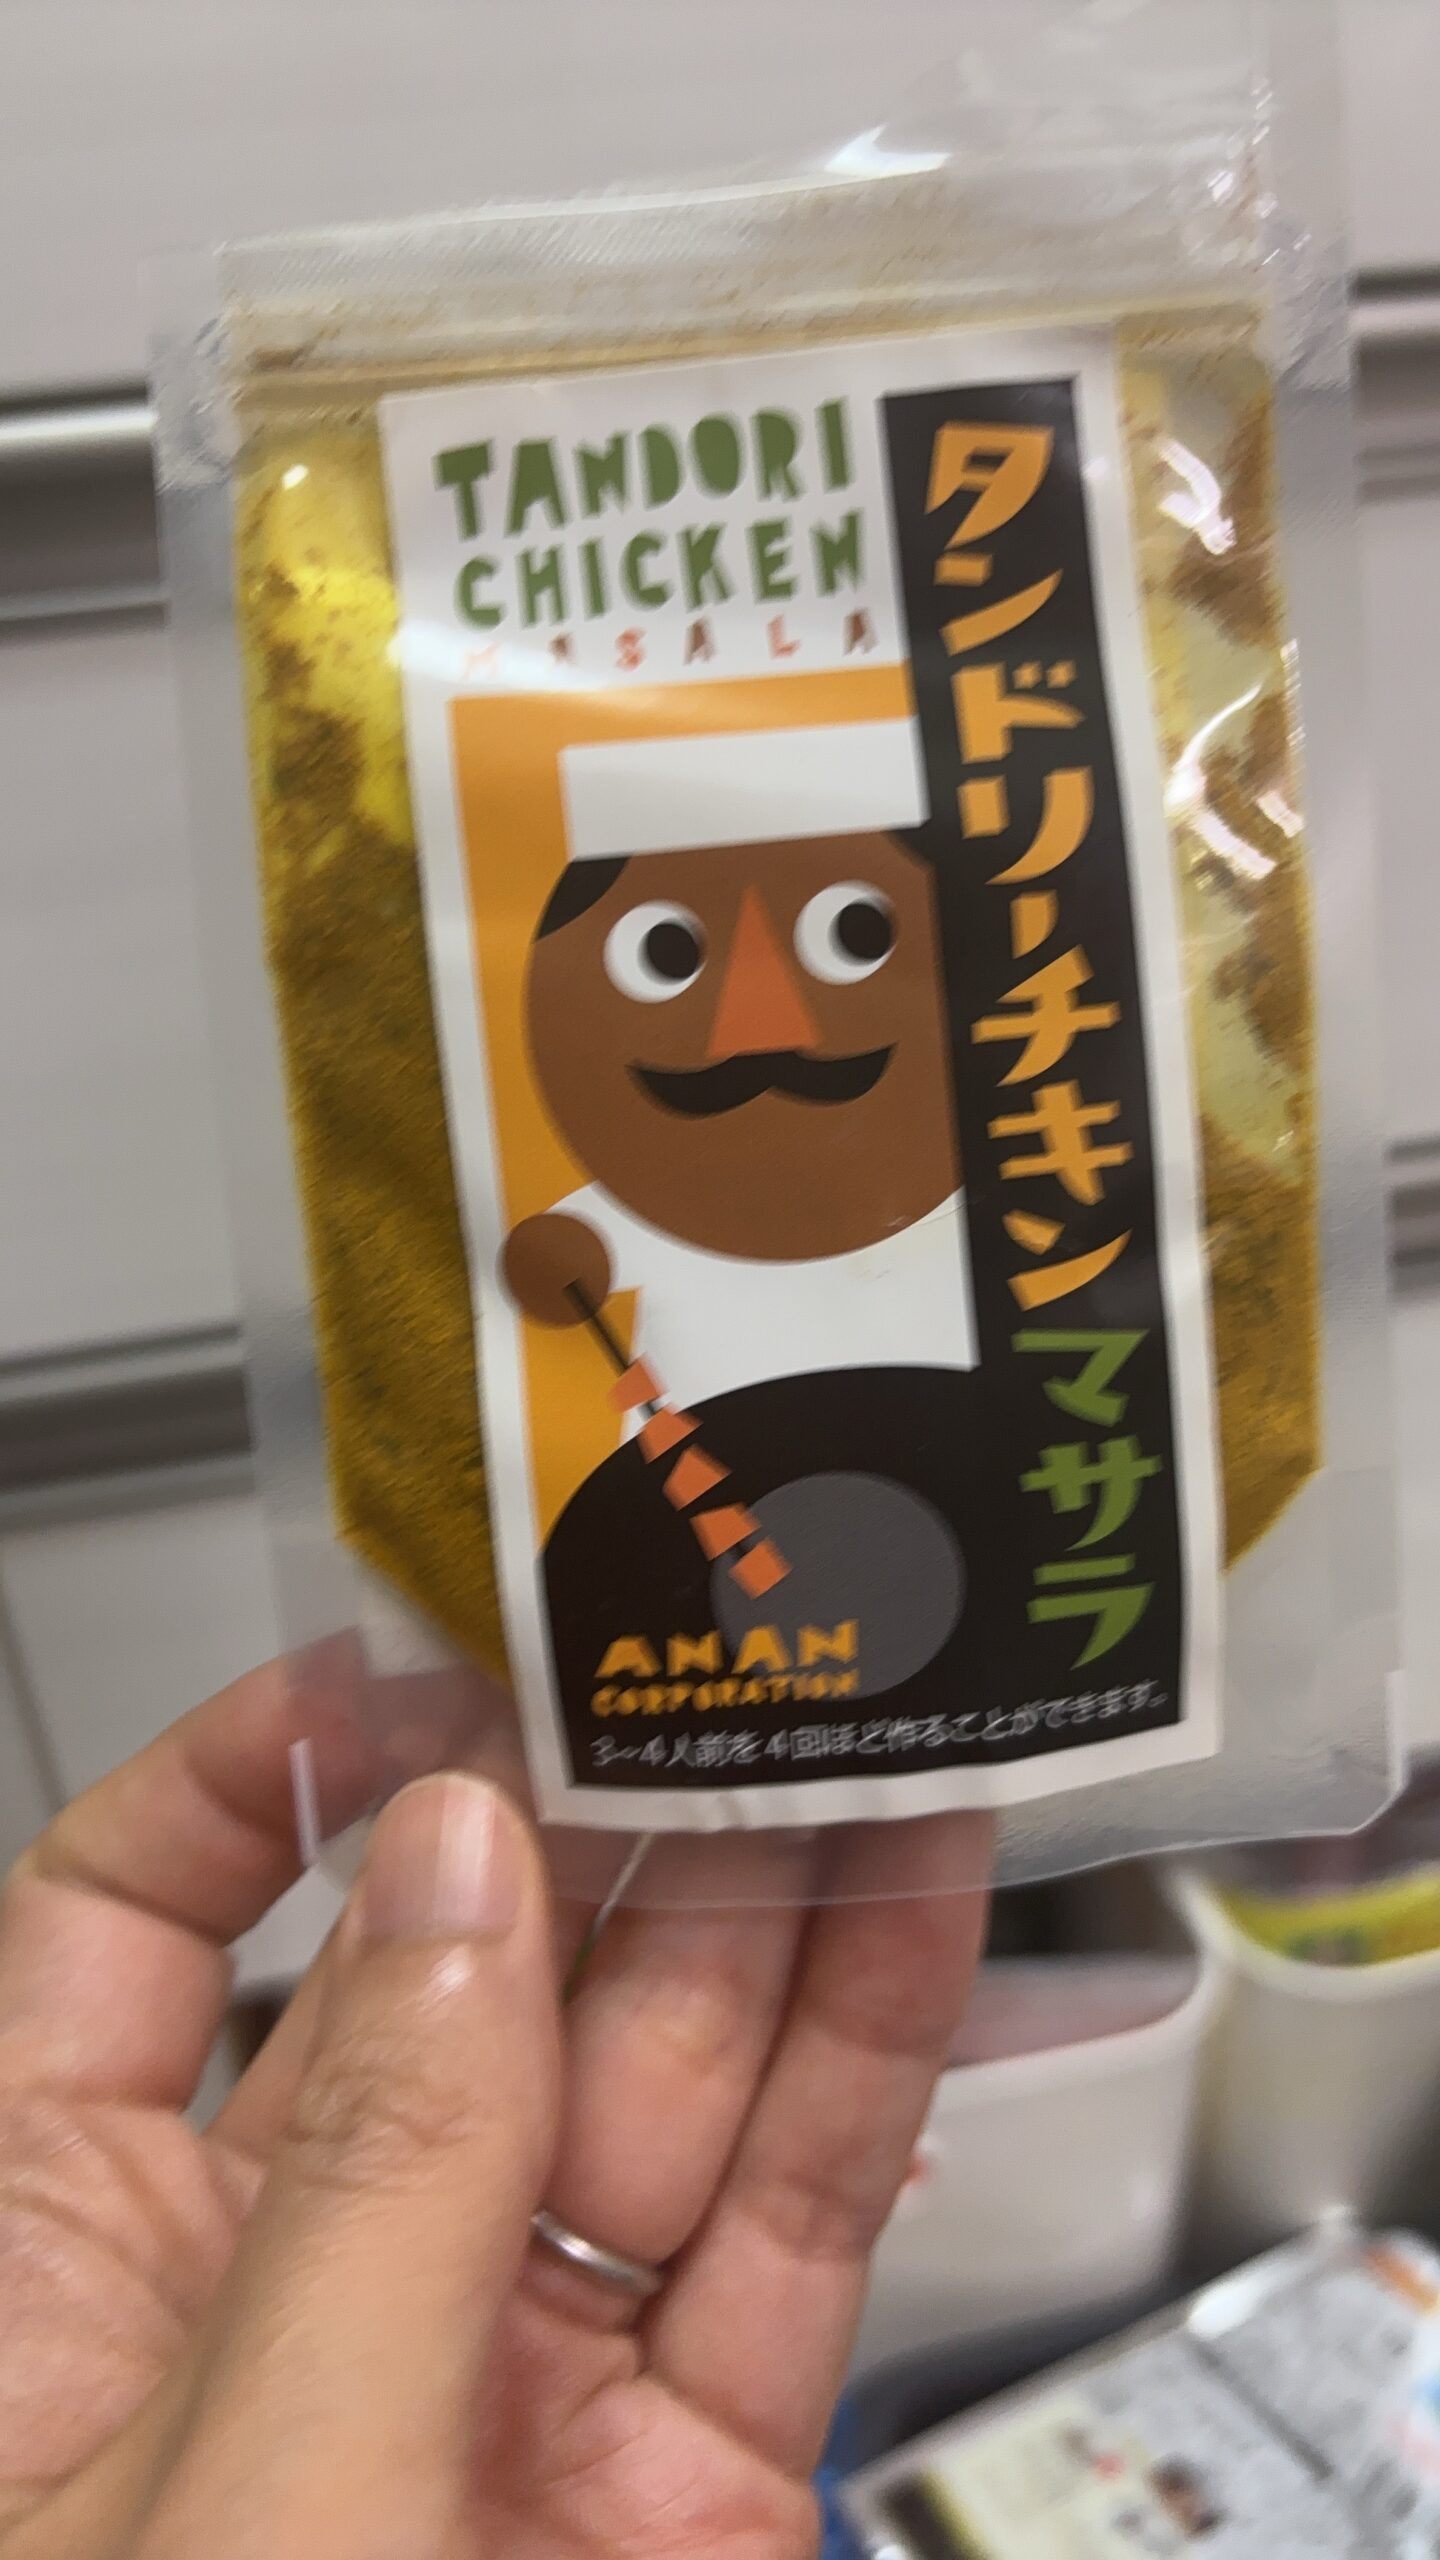 TANDORI
CHICKEN
MASALA
タンドリーチキンマサラ
ANAN
CORPORATION
3~4人前を4回ほど作ることができます。